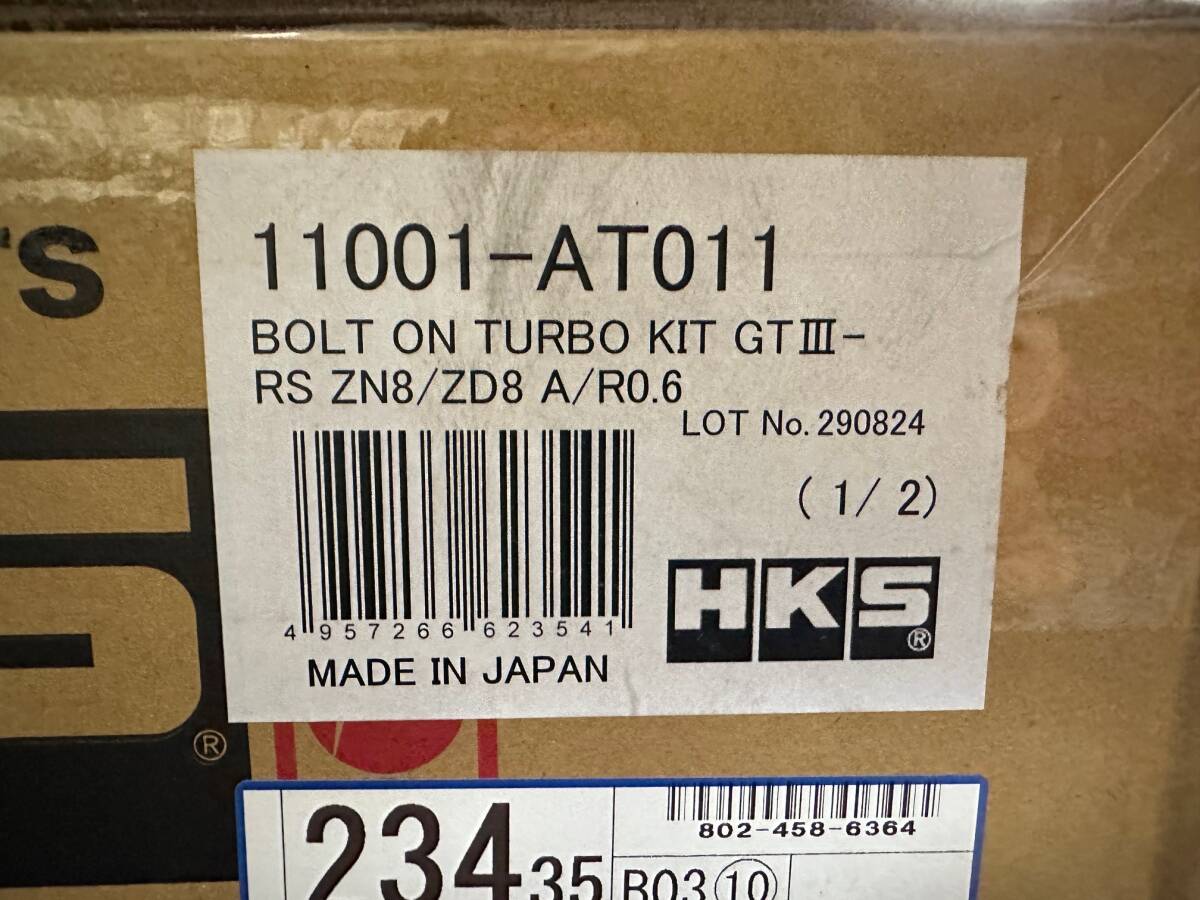 's
11001-AT011
BOLT ON TURBO KIT GTⅢ-
RS ZN8/ZD8 A/R0.6
LOT No. 290824
(1/ 2)
4 957266 623541
MADE IN JAPAN
HKS®
S®
802-458-6364
234 35
B03 ⑩